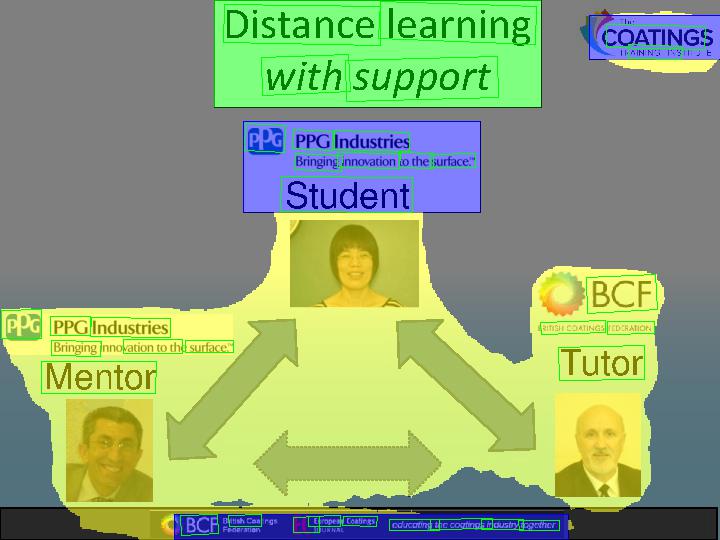 Distance learning
with support
The
COATINGS
TRAINING INSTITUTE
PPG
PPG Industries
Bringing innovation to the surface.™
Student
BCF
BRITISH COATINGS FEDERATION
PPG
PPG Industries
Bringing innovation to the surface.™
Mentor
Tutor
BCF British Coatings
Federation
European Coatings
JOURNAL
educating the coatings industry together